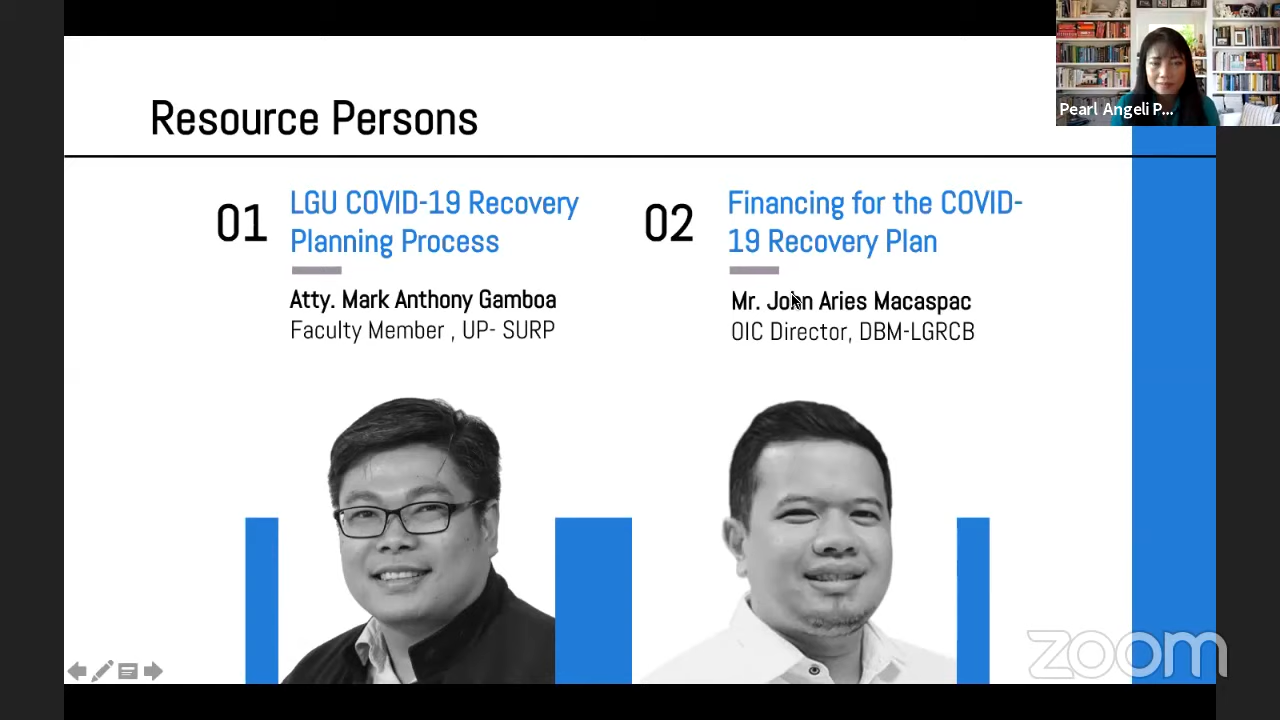 Pearl Angeli P...
Resource Persons
01
LGU COVID-19 Recovery
Planning Process
Atty. Mark Anthony Gamboa
Faculty Member , UP- SURP
02
Financing for the COVID-
19 Recovery Plan
Mr. John Aries Macaspac
OIC Director, DBM-LGRCB
zoom